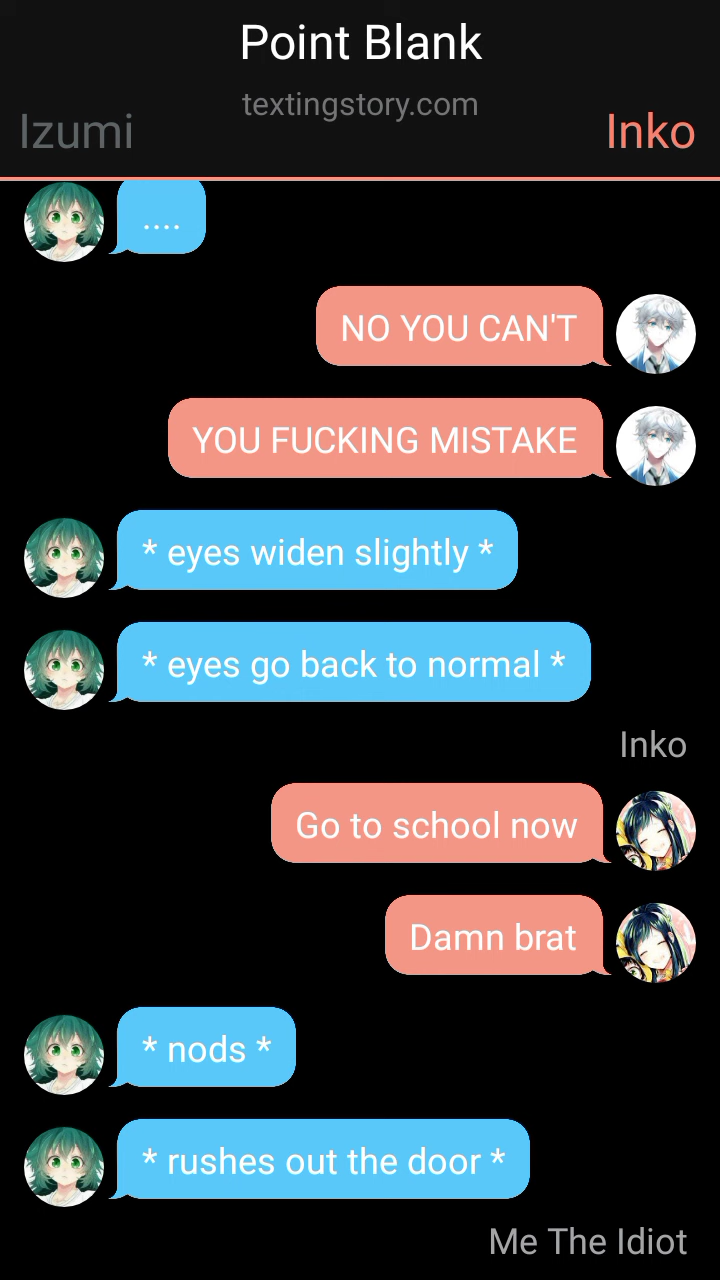 Point Blank
textingstory.com
Izumi
Inko
....
NO YOU CAN'T
YOU FUCKING MISTAKE
* eyes widen slightly *
* eyes go back to normal *
Inko
Go to school now
Damn brat
* nods *
* rushes out the door *
Me The Idiot